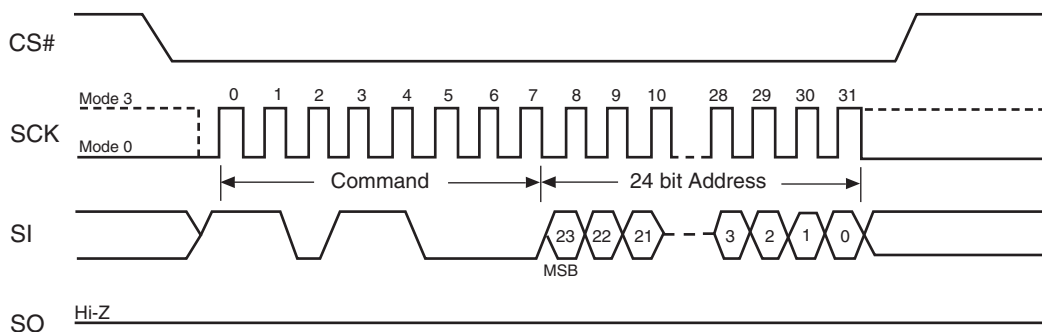 CS#
Mode 3
0 1 2 3 4 5 6 7 8 9 10 28 29 30 31
SCK
Mode 0
Command 24 bit Address
SI
23 22 21 3 2 1 0
MSB
Hi-Z
SO